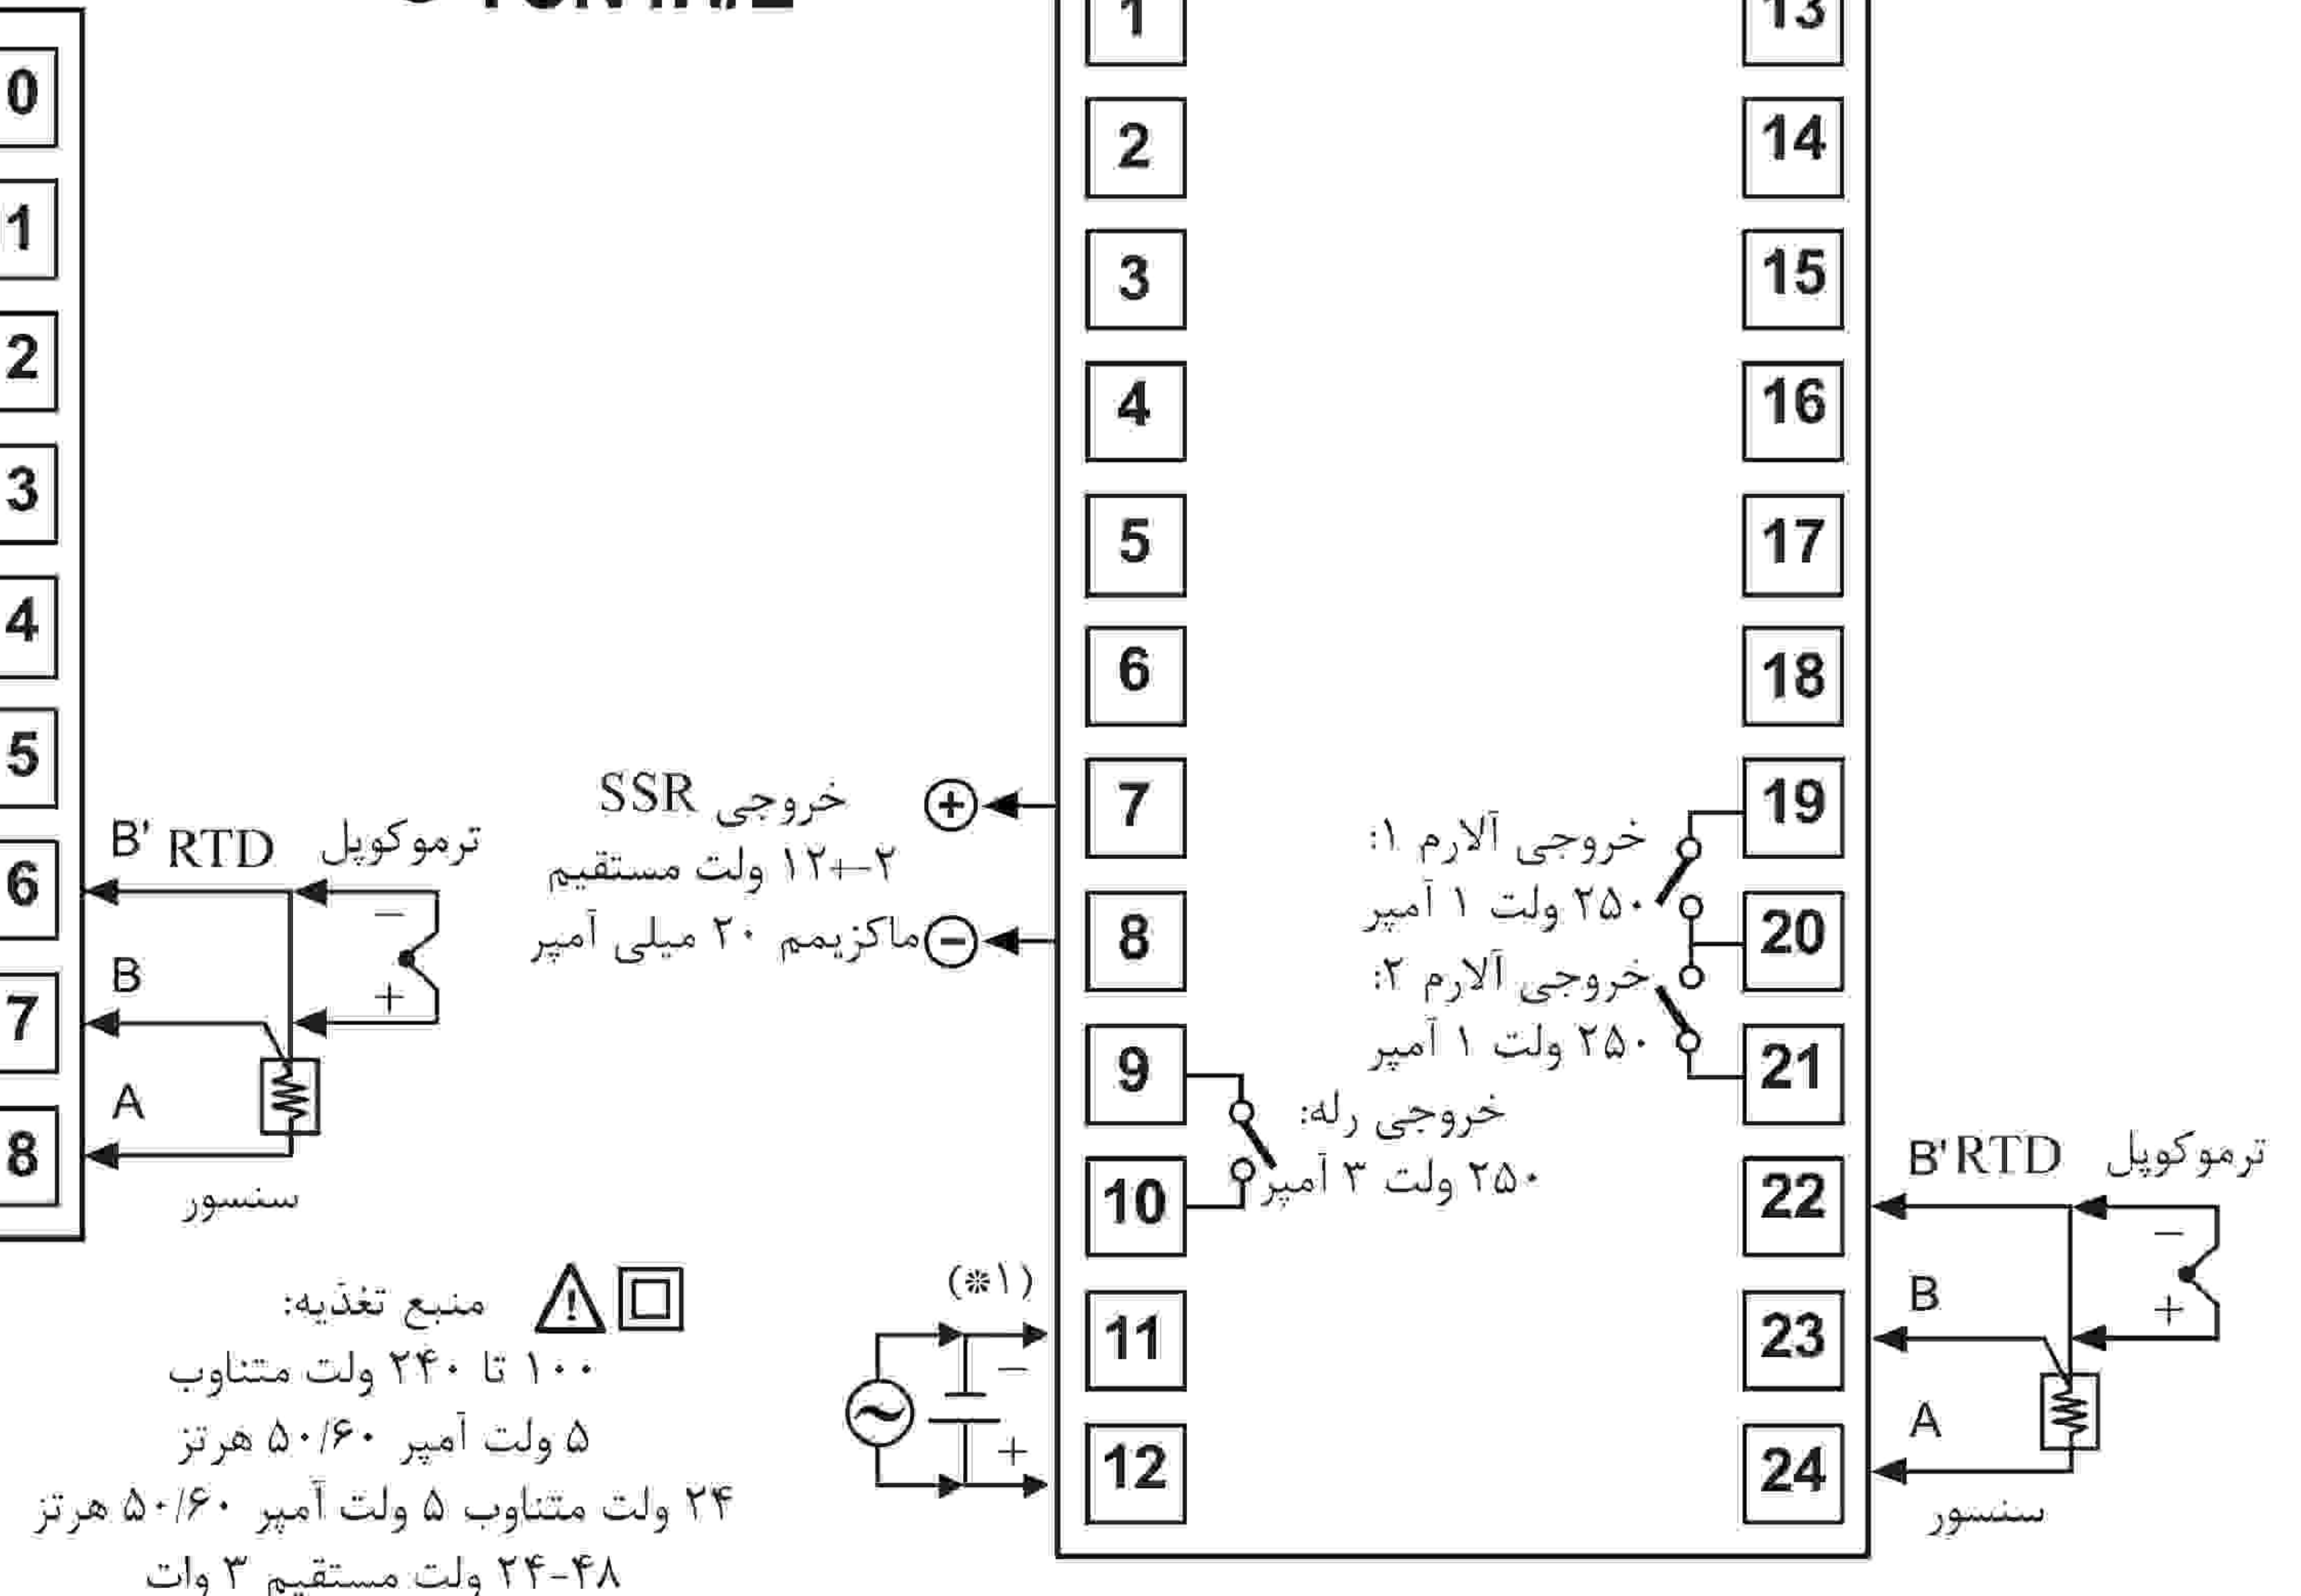 0
1
2
3
4
5
6
7
8
B' RTD ترموکوپل
−
B
+
A
سنسور
خروجی SSR
۱۲+−۲ ولت مستقیم
ماکزیمم ۲۰ میلی آمپر
(*۱)
−
+
منبع تغذیه:
۱۰۰ تا ۲۴۰ ولت متناوب
۵ ولت آمپر ۵۰/۶۰ هرتز
۲۴ ولت متناوب ۵ ولت آمپر ۵۰/۶۰ هرتز
۲۴-۴۸ ولت مستقیم ۳ وات
1
2
3
4
5
6
7
8
9
10
11
12
خروجی آلارم ۱:
۲۵۰ ولت ۱ آمپر
خروجی آلارم ۲:
۲۵۰ ولت ۱ آمپر
خروجی رله:
۲۵۰ ولت ۳ آمپر
13
14
15
16
17
18
19
20
21
22
23
24
B' RTD ترموکوپل
−
B
+
A
سنسور